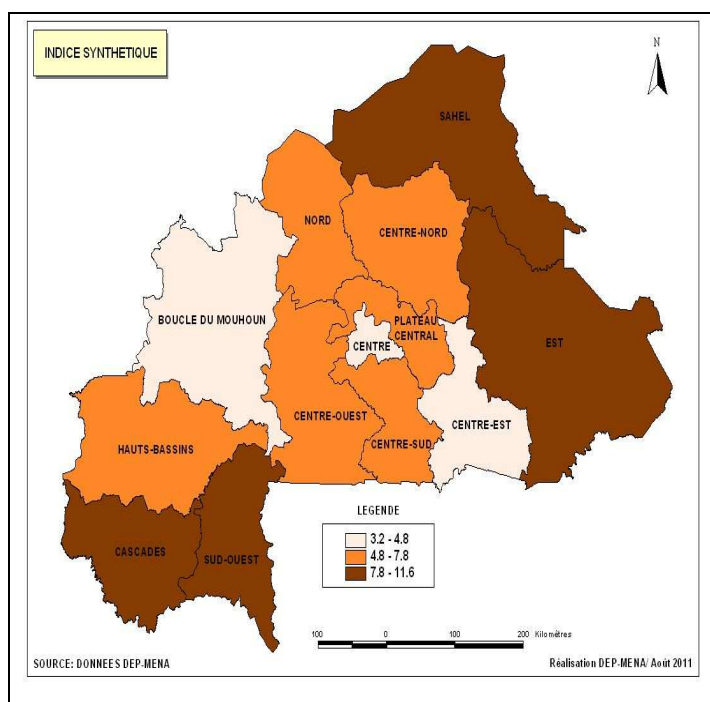 INDICE SYNTHETIQUE
N
SAHEL
NORD
CENTRE-NORD
BOUCLE DU MOUHOUN
PLATEAU
CENTRAL
CENTRE
EST
CENTRE-OUEST
CENTRE-EST
CENTRE-SUD
HAUTS-BASSINS
CASCADES
SUD-OUEST
LEGENDE
3.2 - 4.8
4.8 - 7.8
7.8 - 11.6
100 0 100 200 Kilomètres
SOURCE: DONNEES DEP-MENA
Réalisation DEP-MENA/ Août 2011